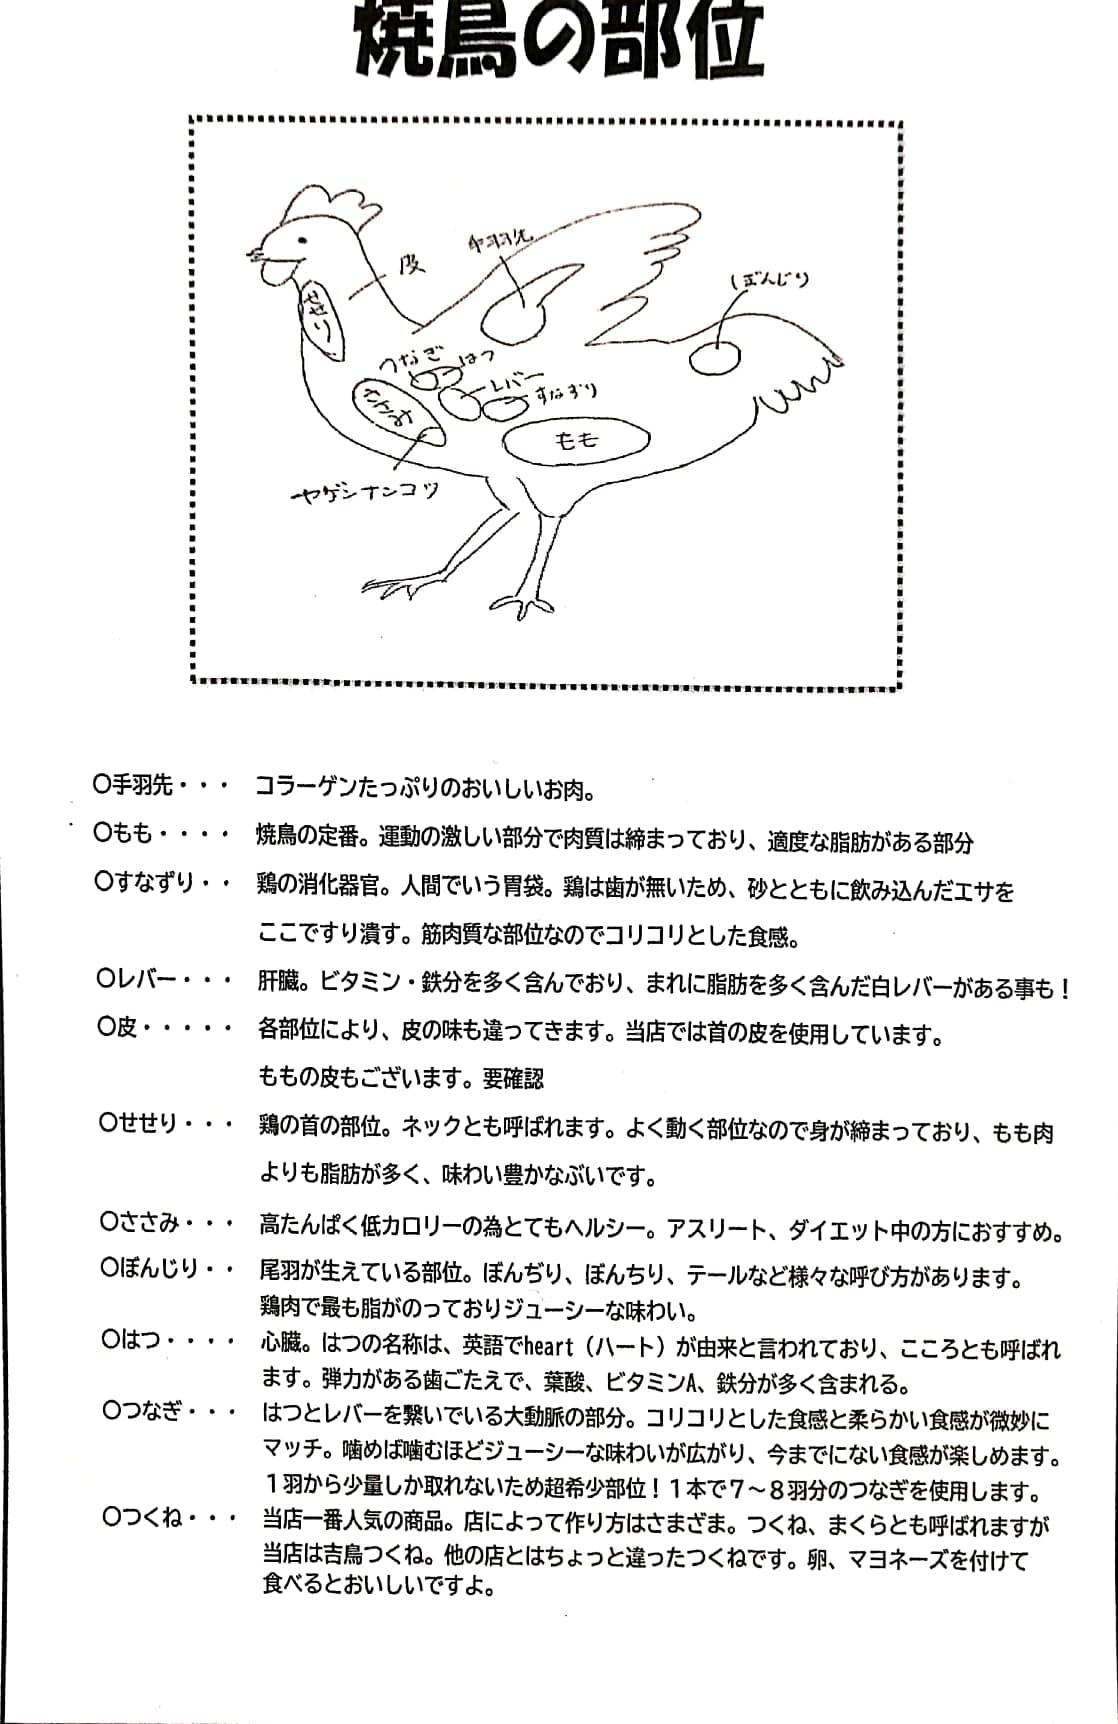 焼鳥の部位
皮
手羽先
ぼんじり
せせり
つなぎ
はつ
レバー
すなずり
もも
ヤゲンナンコツ
〇手羽先・・・ コラーゲンたっぷりのおいしいお肉。
〇もも・・・・ 焼鳥の定番。運動の激しい部分で肉質は締まっており、適度な脂肪がある部分
〇すなずり・・ 鶏の消化器官。人間でいう胃袋。鶏は歯が無いため、砂とともに飲み込んだエサを
ここですり潰す。筋肉質な部位なのでコリコリとした食感。
〇レバー・・・ 肝臓。ビタミン・鉄分を多く含んでおり、まれに脂肪を多く含んだ白レバーがある事も！
〇皮・・・・・ 各部位により、皮の味も違ってきます。当店では首の皮を使用しています。
ももの皮もございます。要確認
〇せせり・・・ 鶏の首の部位。ネックとも呼ばれます。よく動く部位なので身が締まっており、もも肉
よりも脂肪が多く、味わい豊かなぶいです。
〇ささみ・・・ 高たんぱく低カロリーの為とてもヘルシー。アスリート、ダイエット中の方におすすめ。
〇ぼんじり・・ 尾羽が生えている部位。ぼんぢり、ぼんちり、テールなど様々な呼び方があります。
鶏肉で最も脂がのっておりジューシーな味わい。
〇はつ・・・・ 心臓。はつの名称は、英語でheart（ハート）が由来と言われており、こころとも呼ばれ
ます。弾力がある歯ごたえで、葉酸、ビタミンA、鉄分が多く含まれる。
〇つなぎ・・・ はつとレバーを繋いでいる大動脈の部分。コリコリとした食感と柔らかい食感が微妙に
マッチ。噛めば噛むほどジューシーな味わいが広がり、今までにない食感が楽しめます。
１羽から少量しか取れないため超希少部位！１本で７～８羽分のつなぎを使用します。
〇つくね・・・ 当店一番人気の商品。店によって作り方はさまざま。つくね、まくらとも呼ばれますが
当店は吉鳥つくね。他の店とはちょっと違ったつくねです。卵、マヨネーズを付けて
食べるとおいしいですよ。